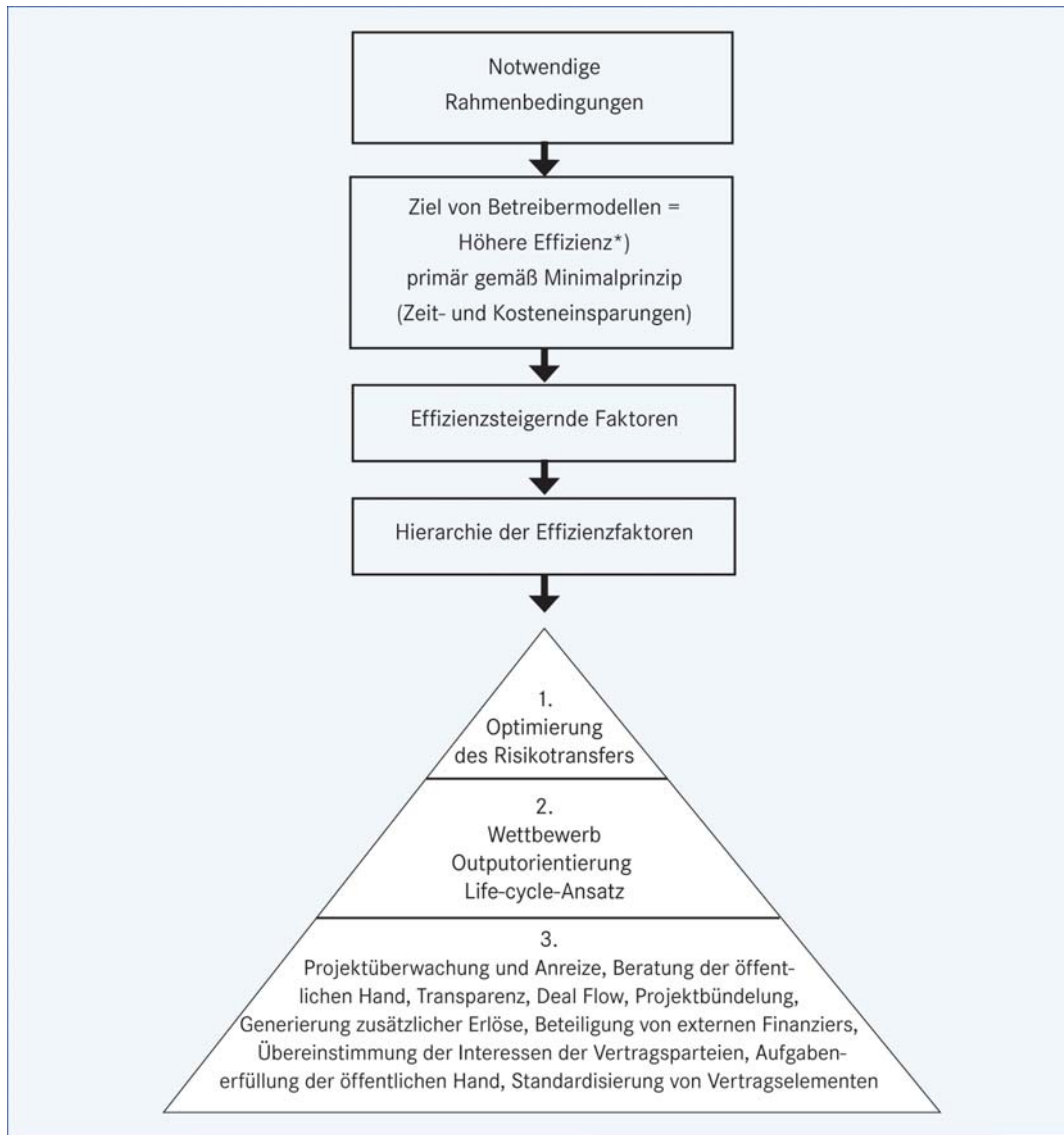 Notwendige
Rahmenbedingungen
Ziel von Betreibermodellen =
Höhere Effizienz*)
primär gemäß Minimalprinzip
(Zeit- und Kosteneinsparungen)
Effizienzsteigernde Faktoren
Hierarchie der Effizienzfaktoren
1.
Optimierung
des Risikotransfers
2.
Wettbewerb
Outputorientierung
Life-cycle-Ansatz
3.
Projektüberwachung und Anreize, Beratung der öffent-
lichen Hand, Transparenz, Deal Flow, Projektbündelung,
Generierung zusätzlicher Erlöse, Beteiligung von externen Finanziers,
Übereinstimmung der Interessen der Vertragsparteien, Aufgaben-
erfüllung der öffentlichen Hand, Standardisierung von Vertragselementen